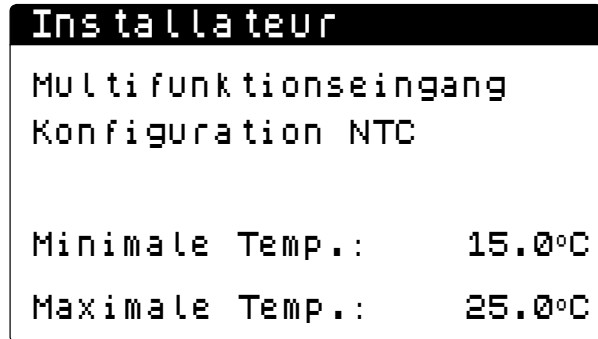 Installateur
Multifunktionseingang
Konfiguration NTC
Minimale Temp.: 15.0°C
Maximale Temp.: 25.0°C